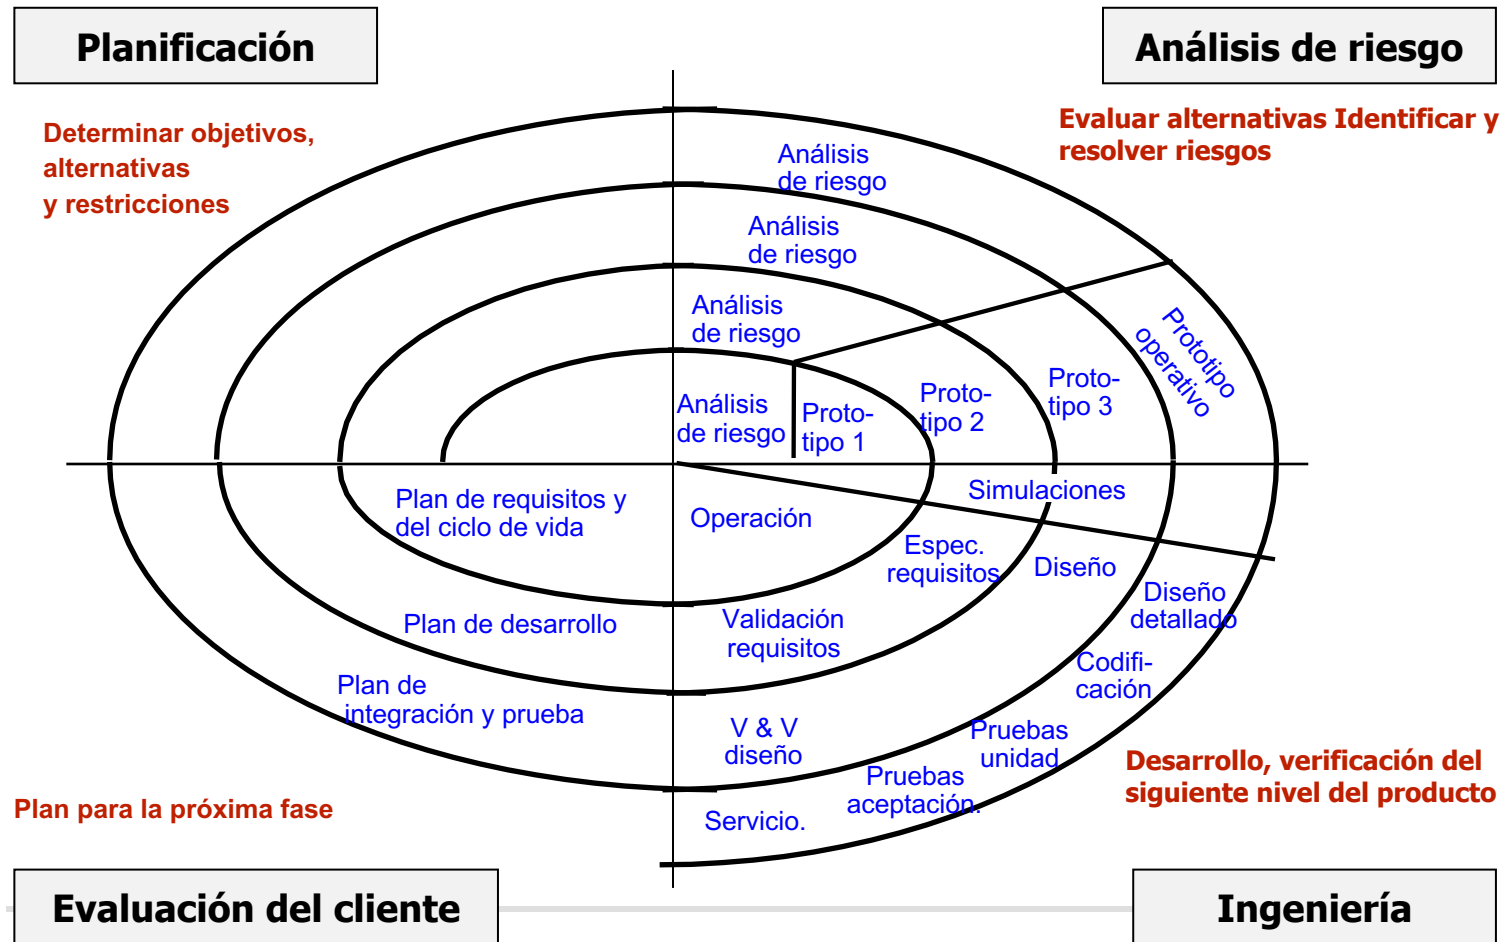 Planificación
Análisis de riesgo
Determinar objetivos,
alternativas
y restricciones
Evaluar alternativas Identificar y
resolver riesgos
Análisis
de riesgo
Análisis
de riesgo
Análisis
de riesgo
Análisis
de riesgo
Proto-
tipo 1
Proto-
tipo 2
Proto-
tipo 3
Prototipo
operativo
Plan de requisitos y
del ciclo de vida
Operación
Simulaciones
Espec.
requisitos
Diseño
Diseño
detallado
Plan de desarrollo
Validación
requisitos
Codifi-
cación
Plan de
integración y prueba
V & V
diseño
Pruebas
unidad
Pruebas
aceptación.
Servicio.
Desarrollo, verificación del
siguiente nivel del producto
Plan para la próxima fase
Evaluación del cliente
Ingeniería